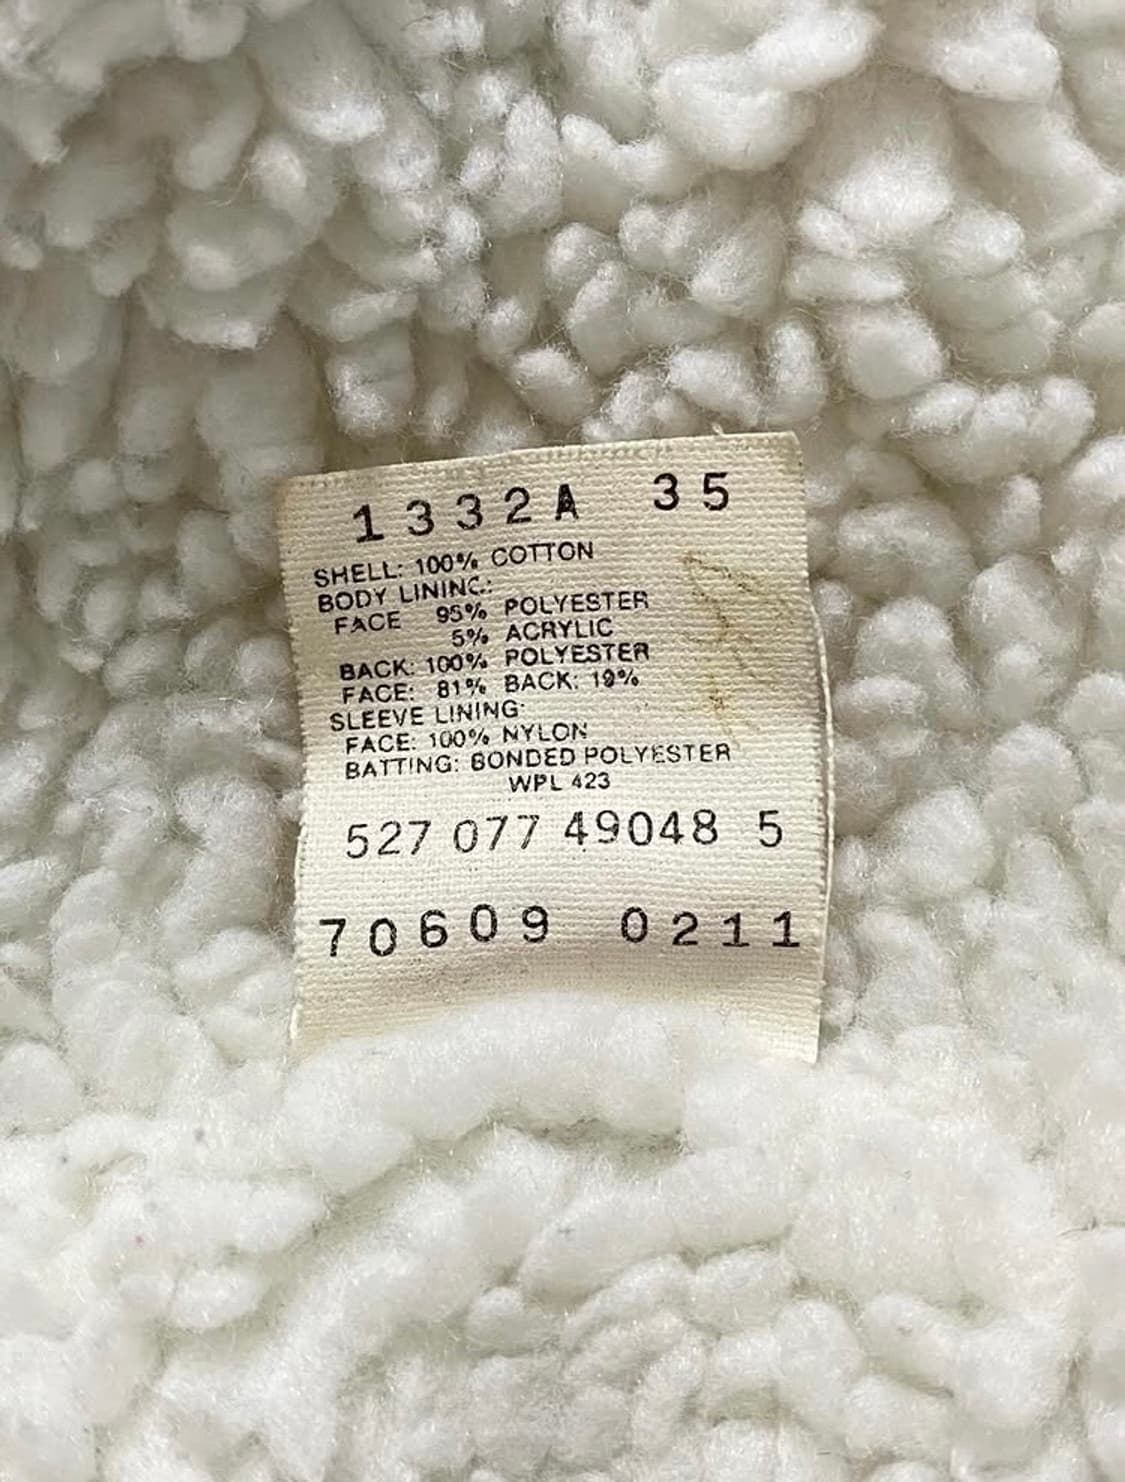 1332A 35
SHELL: 100% COTTON
BODY LINING:
FACE 95% POLYESTER
5% ACRYLIC
BACK: 100% POLYESTER
FACE: 81% BACK: 19%
SLEEVE LINING:
FACE: 100% NYLON
BATTING: BONDED POLYESTER
WPL 423
527 077 49048 5
70609 0211